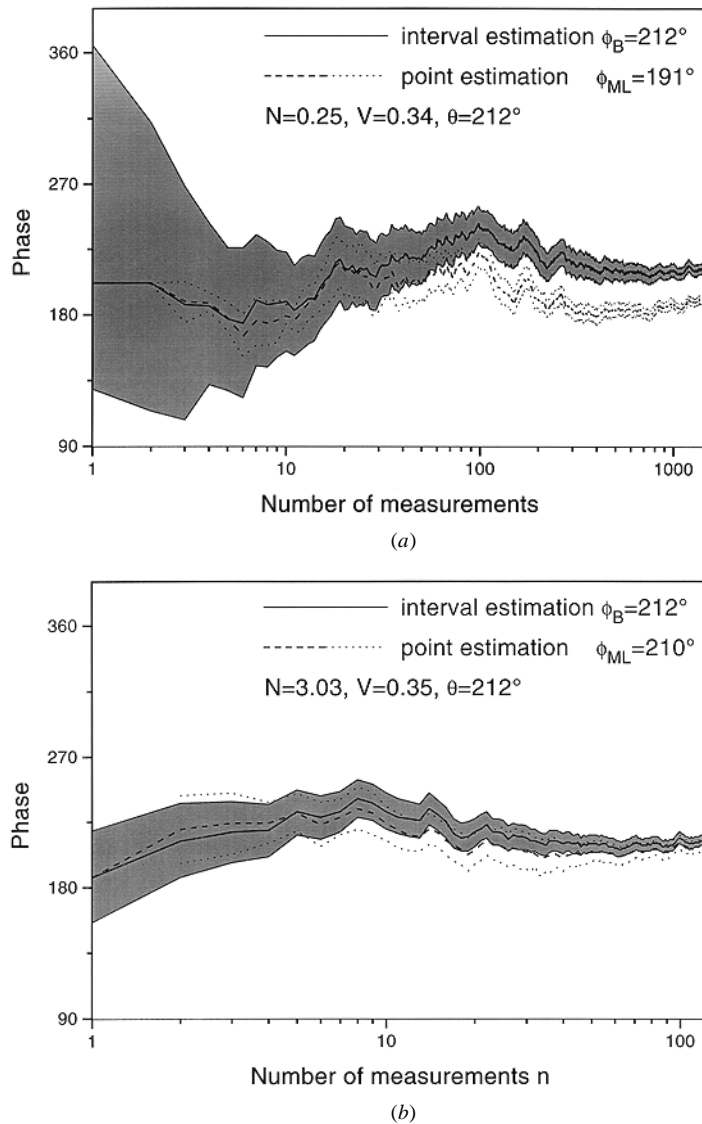 360
270
180
90
Phase
interval estimation ϕB=212°
point estimation ϕML=191°
N=0.25, V=0.34, θ=212°
1 10 100 1000
Number of measurements
(a)
360
270
180
90
Phase
interval estimation ϕB=212°
point estimation ϕML=210°
N=3.03, V=0.35, θ=212°
1 10 100
Number of measurements n
(b)